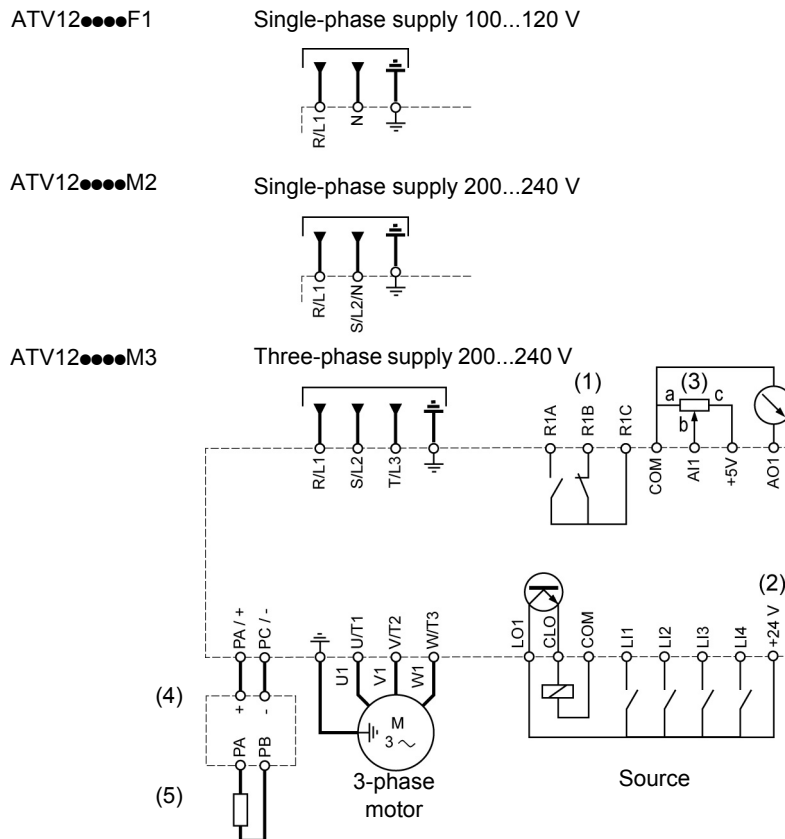 ATV12●●●●F1 Single-phase supply 100...120 V
R/L1 N
ATV12●●●●M2 Single-phase supply 200...240 V
R/L1 S/L2/N
ATV12●●●●M3 Three-phase supply 200...240 V
(1) (3)
a c
b
R/L1 S/L2 T/L3 R1A R1B R1C COM AI1 +5V AO1
(2)
PA / + PC / - U/T1 V/T2 W/T3 LO1 CLO COM LI1 LI2 LI3 LI4 +24 V
U1 V1 W1
(4) + -
M
3 ~
PA PB
(5)
3-phase
motor
Source